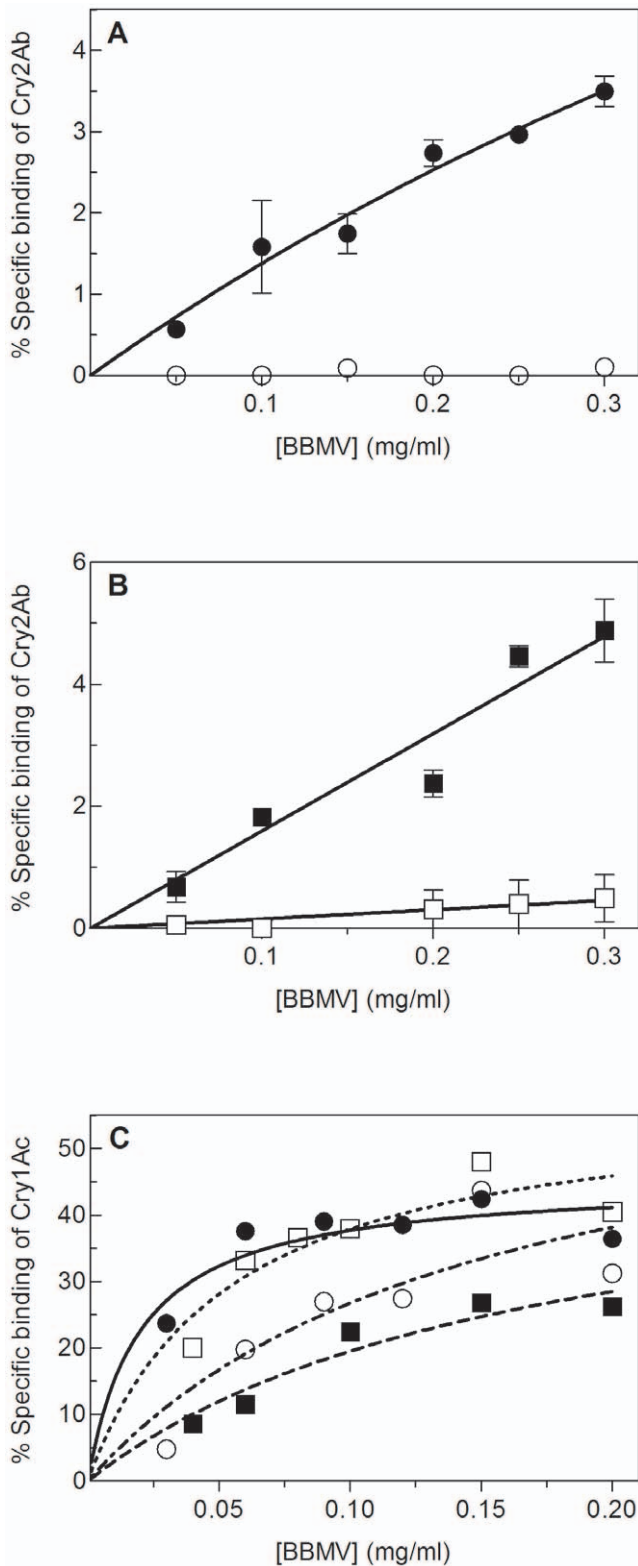 A
4
3
2
1
0
% Specific binding of Cry2Ab
0.1
0.2
0.3
[BBMV] (mg/ml)
B
6
4
2
0
% Specific binding of Cry2Ab
0.1
0.2
0.3
[BBMV] (mg/ml)
C
50
40
30
20
10
0
% Specific binding of Cry1Ac
0.05
0.10
0.15
0.20
[BBMV] (mg/ml)